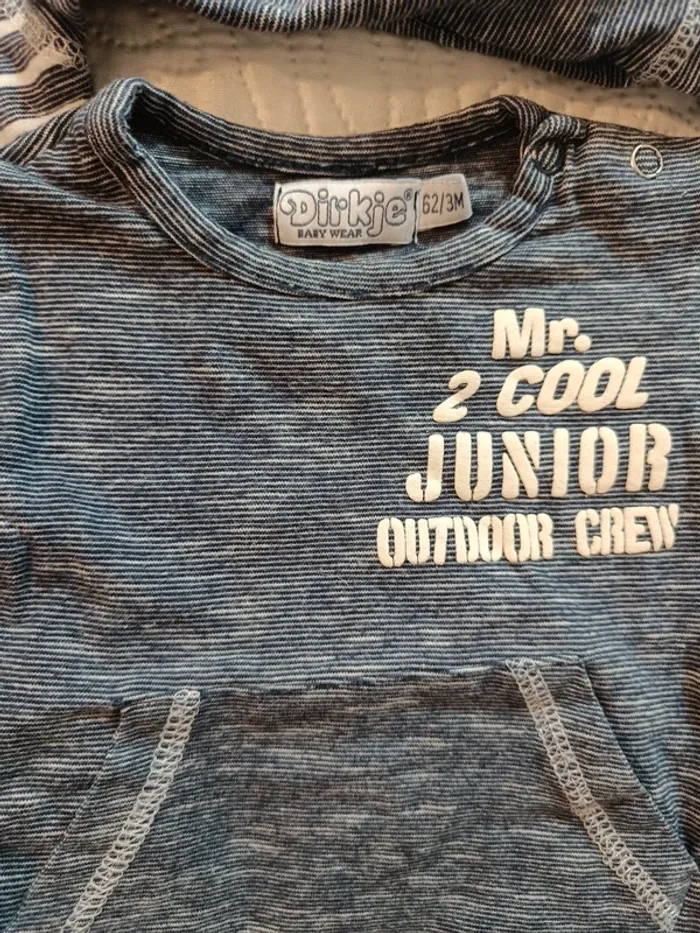 Dirkje®
BABY WEAR
62/3M
Mr.
2 COOL
JUNIOR
OUTDOOR CREW